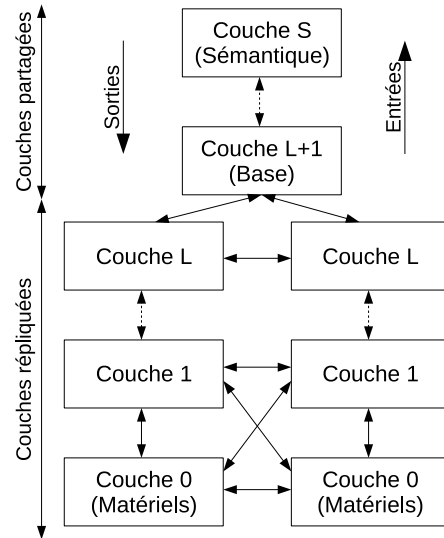 Couches partagées
Sorties
Couche S
(Sémantique)
Entrées
Couche L+1
(Base)
Couches répliquées
Couche L
Couche L
Couche 1
Couche 1
Couche 0
(Matériels)
Couche 0
(Matériels)